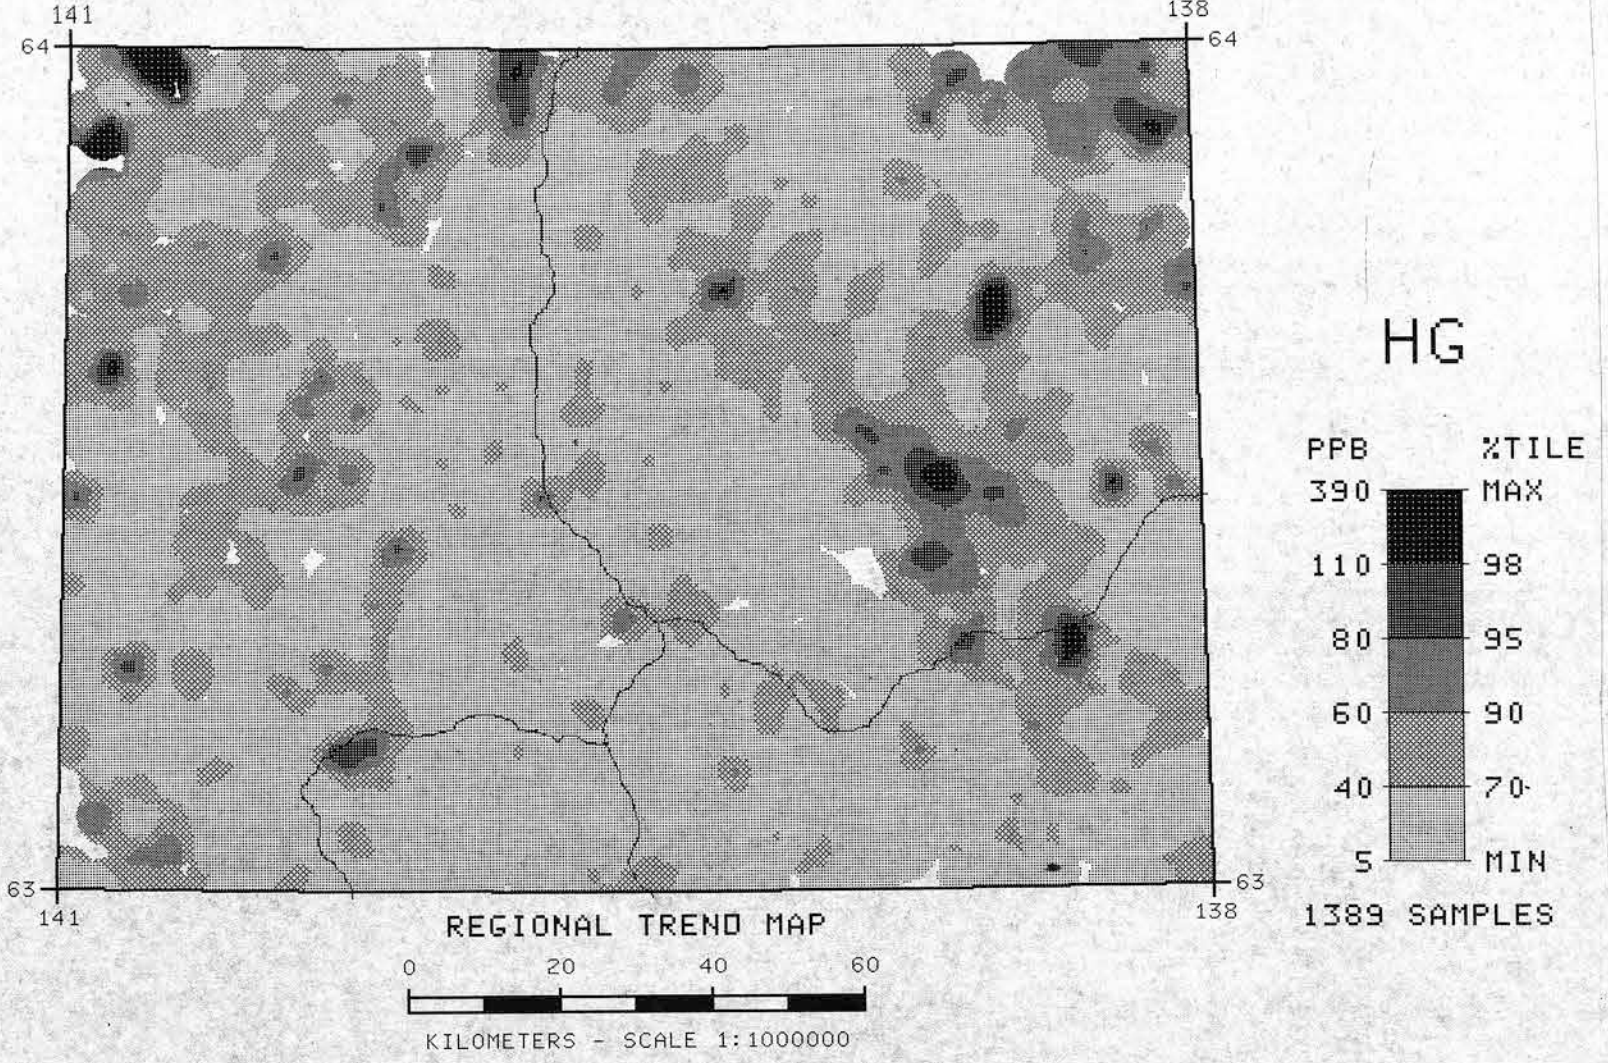 141
138
64
64
HG
PPB %TILE
390 MAX
110 98
80 95
60 90
40 70
5 MIN
63
63
141
138
1389 SAMPLES
REGIONAL TREND MAP
0 20 40 60
KILOMETERS - SCALE 1:1000000